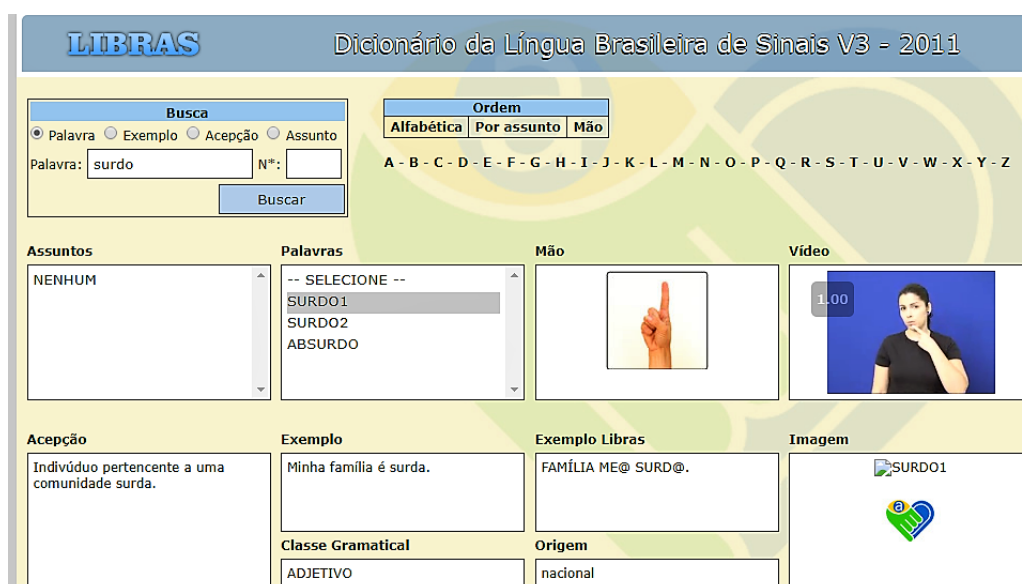 LIBRAS
Dicionário da Língua Brasileira de Sinais V3 - 2011
Busca
Palavra Exemplo Acepção Assunto
Palavra: surdo N*:
Buscar
Ordem
Alfabética Por assunto Mão
A - B - C - D - E - F - G - H - I - J - K - L - M - N - O - P - Q - R - S - T - U - V - W - X - Y - Z
Assuntos
NENHUM
Palavras
-- SELECIONE --
SURDO1
SURDO2
ABSURDO
Mão
Vídeo
1.00
Acepção
Indivíduo pertencente a uma
comunidade surda.
Exemplo
Minha família é surda.
Exemplo Libras
FAMÍLIA ME@ SURD@.
Imagem
SURDO1
a
Classe Gramatical
ADJETIVO
Origem
nacional